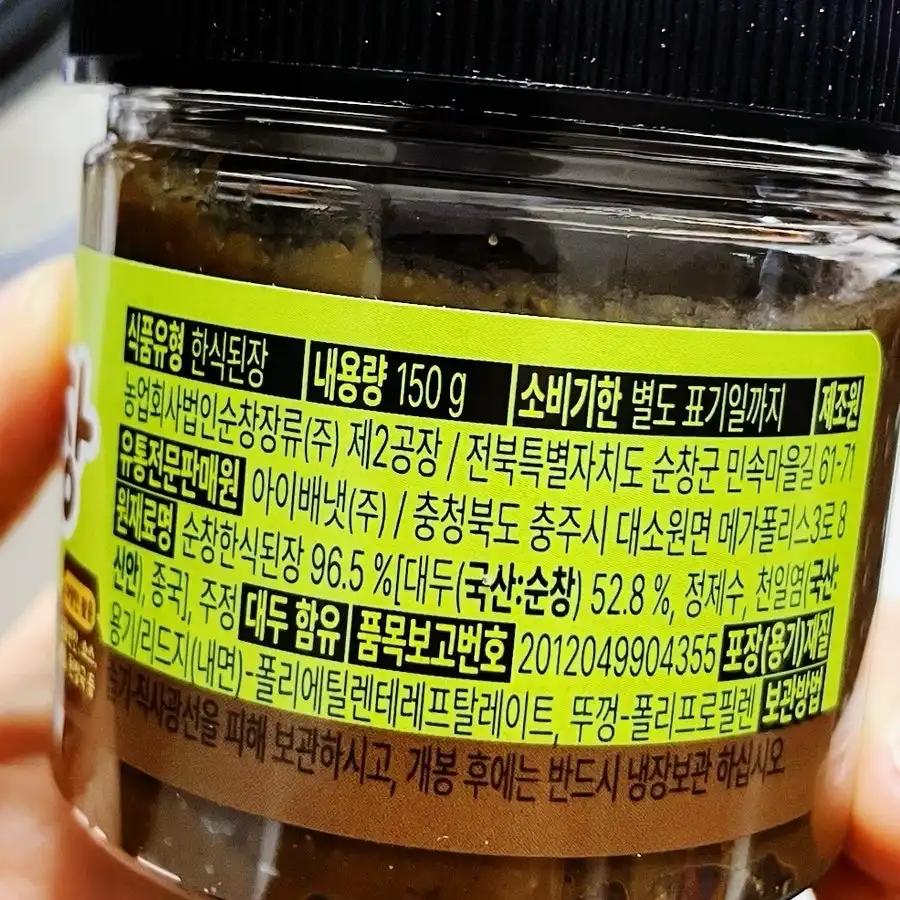 식품유형 한식된장 내용량 150 g 소비기한 별도 표기일까지 제조원
농업회사법인순창장류(주) 제2공장 / 전북특별자치도 순창군 민속마을길 61-71
유통전문판매원 아이배냇(주) / 충청북도 충주시 대소원면 메가폴리스3로 8
원재료명 순창한식된장 96.5 %[대두(국산:순창) 52.8 %, 정제수, 천일염(국산:
신안), 종국], 주정 대두 함유 품목보고번호 2012049904355 포장(용기)재질
용기/리드지(내면)-폴리에틸렌테레프탈레이트, 뚜껑-폴리프로필렌 보관방법
직사광선을 피해 보관하시고, 개봉 후에는 반드시 냉장보관 하십시오
장